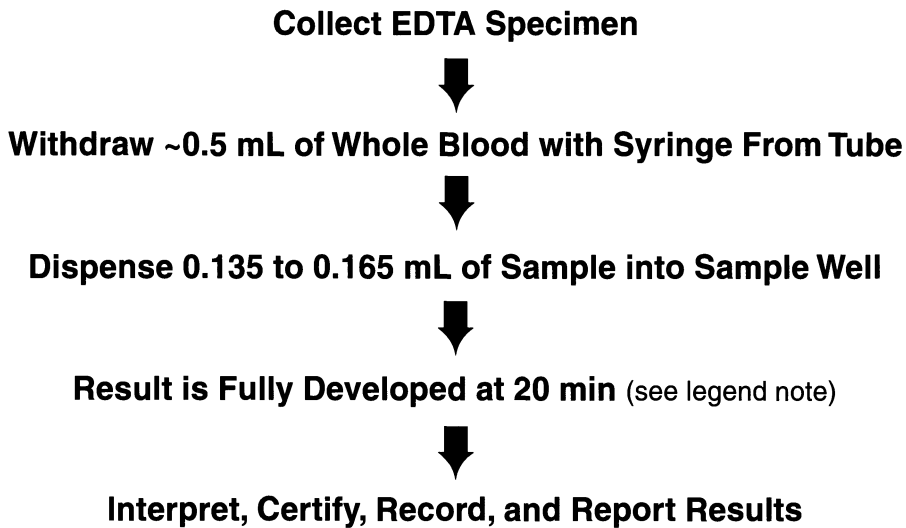 Collect EDTA Specimen
Withdraw ~0.5 mL of Whole Blood with Syringe From Tube
Dispense 0.135 to 0.165 mL of Sample into Sample Well
Result is Fully Developed at 20 min (see legend note)
Interpret, Certify, Record, and Report Results